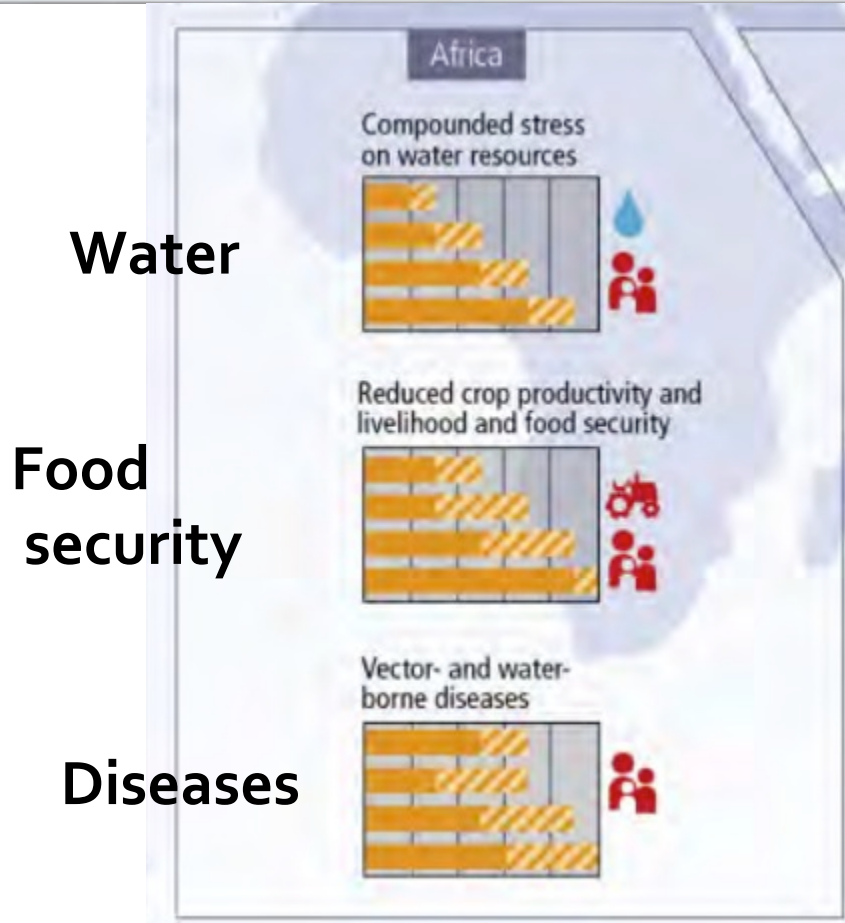 Africa
Compounded stress
on water resources
Water
Reduced crop productivity and
livelihood and food security
Food
security
Vector- and water-
borne diseases
Diseases